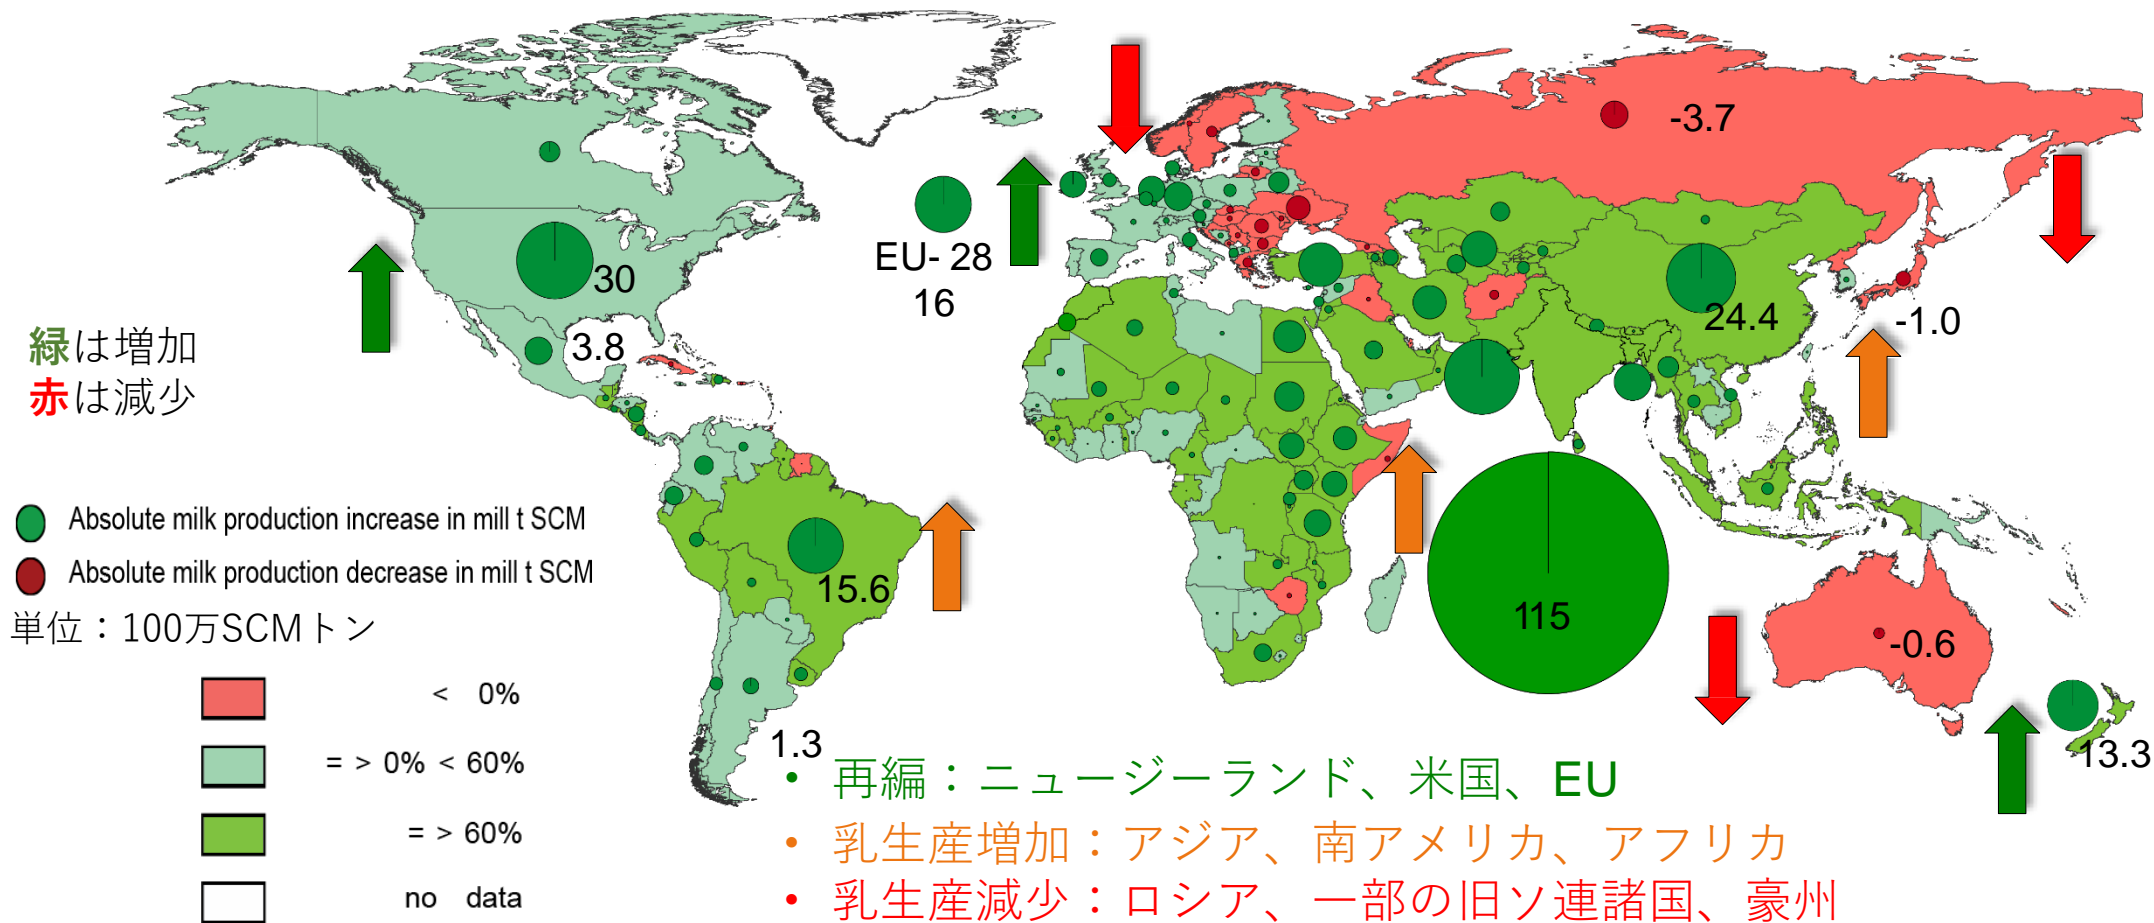 -3.7
EU- 28
16
30
3.8
24.4
-1.0
緑は増加
赤は減少
Absolute milk production increase in mill t SCM
Absolute milk production decrease in mill t SCM
単位：100万SCMトン
15.6
115
-0.6
13.3
1.3
< 0%
= > 0% < 60%
= > 60%
no data
• 再編：ニュージーランド、米国、EU
• 乳生産増加：アジア、南アメリカ、アフリカ
• 乳生産減少：ロシア、一部の旧ソ連諸国、豪州